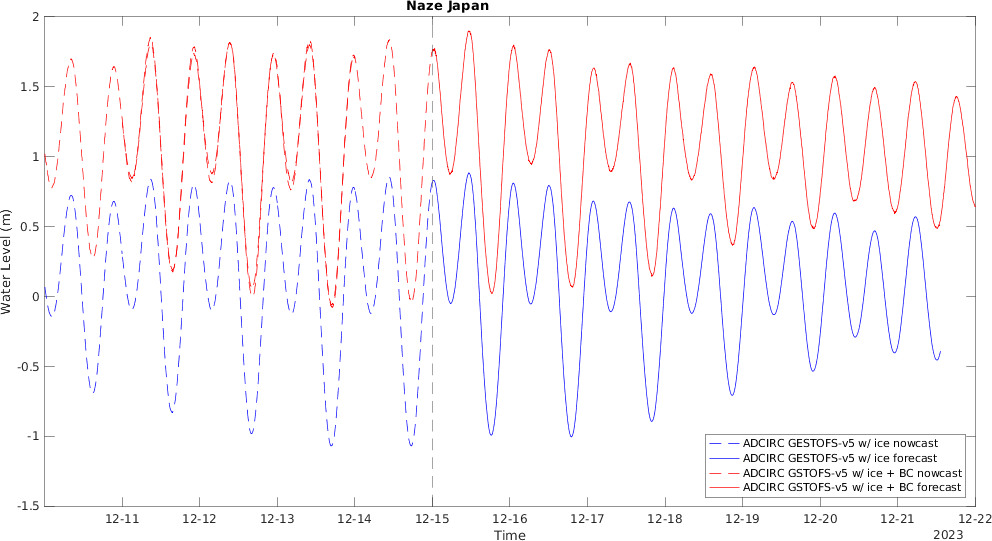 Naze Japan
2
1.5
1
0.5
0
-0.5
-1
-1.5
Water Level (m)
ADCIRC GESTOFS-v5 w/ ice nowcast
ADCIRC GESTOFS-v5 w/ ice forecast
ADCIRC GSTOFS-v5 w/ ice + BC nowcast
ADCIRC GSTOFS-v5 w/ ice + BC forecast
12-11 12-12 12-13 12-14 12-15 12-16 12-17 12-18 12-19 12-20 12-21 12-22
Time
2023